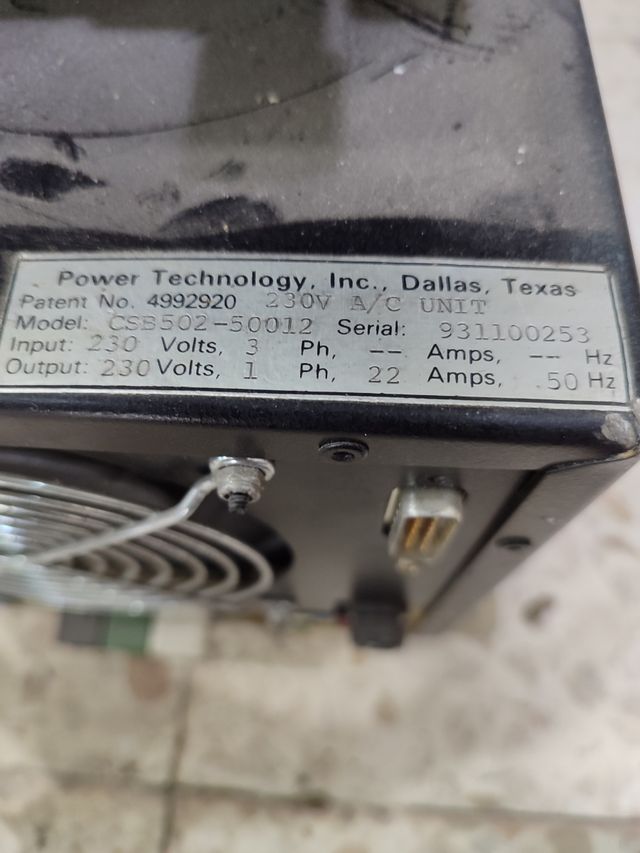 Power Technology, Inc., Dallas, Texas
Patent No. 4992920 230V A/C UNIT
Model: CSB502-50012 Serial: 931100253
Input: 230 Volts, 3 Ph, -- Amps, -- Hz
Output: 230 Volts, 1 Ph, 22 Amps, 50 Hz